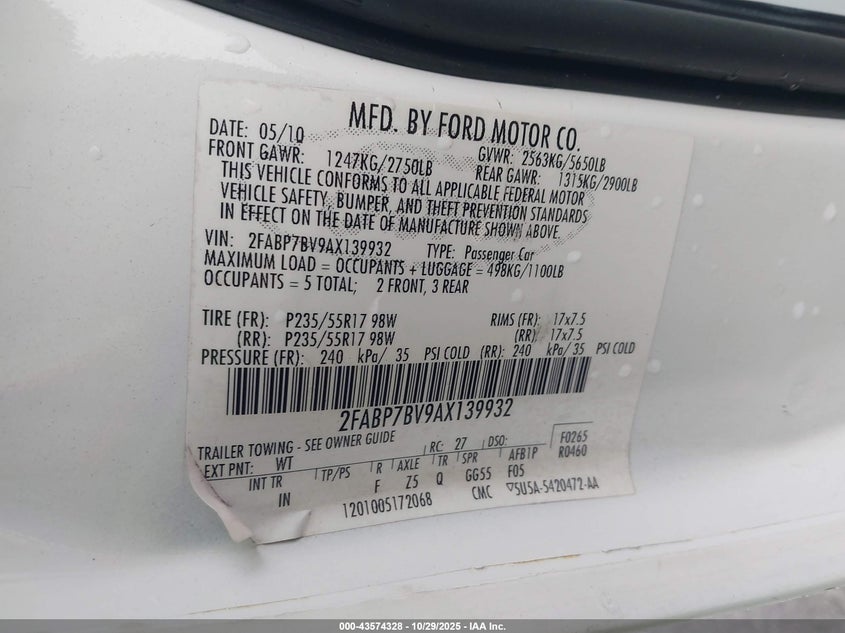 MFD. BY FORD MOTOR CO.
DATE: 05/10 GVWR: 2563KG/5650LB
FRONT GAWR: 1247KG/2750LB REAR GAWR: 1315KG/2900LB
THIS VEHICLE CONFORMS TO ALL APPLICABLE FEDERAL MOTOR
VEHICLE SAFETY, BUMPER, AND THEFT PREVENTION STANDARDS
IN EFFECT ON THE DATE OF MANUFACTURE SHOWN ABOVE.
VIN: 2FABP7BV9AX139932 TYPE: Passenger Car
MAXIMUM LOAD = OCCUPANTS + LUGGAGE = 498KG/1100LB
OCCUPANTS = 5 TOTAL; 2 FRONT, 3 REAR
TIRE (FR): P235/55R17 98W RIMS (FR): 17x7.5
(RR): P235/55R17 98W (RR): 17x7.5
PRESSURE (FR): 240 kPa/ 35 PSI COLD (RR): 240 kPa/ 35 PSI COLD
2FABP7BV9AX139932
TRAILER TOWING - SEE OWNER GUIDE RC: 27 DSO: F0265
EXT PNT: WT R0460
INT TR TP/PS R AXLE TR SPR AFB1P
IN F Z5 Q GG55 F05
1201005172068 CMC ▽5U5A-5420472-AA
000-43574328 - 10/29/2025 - IAA Inc.